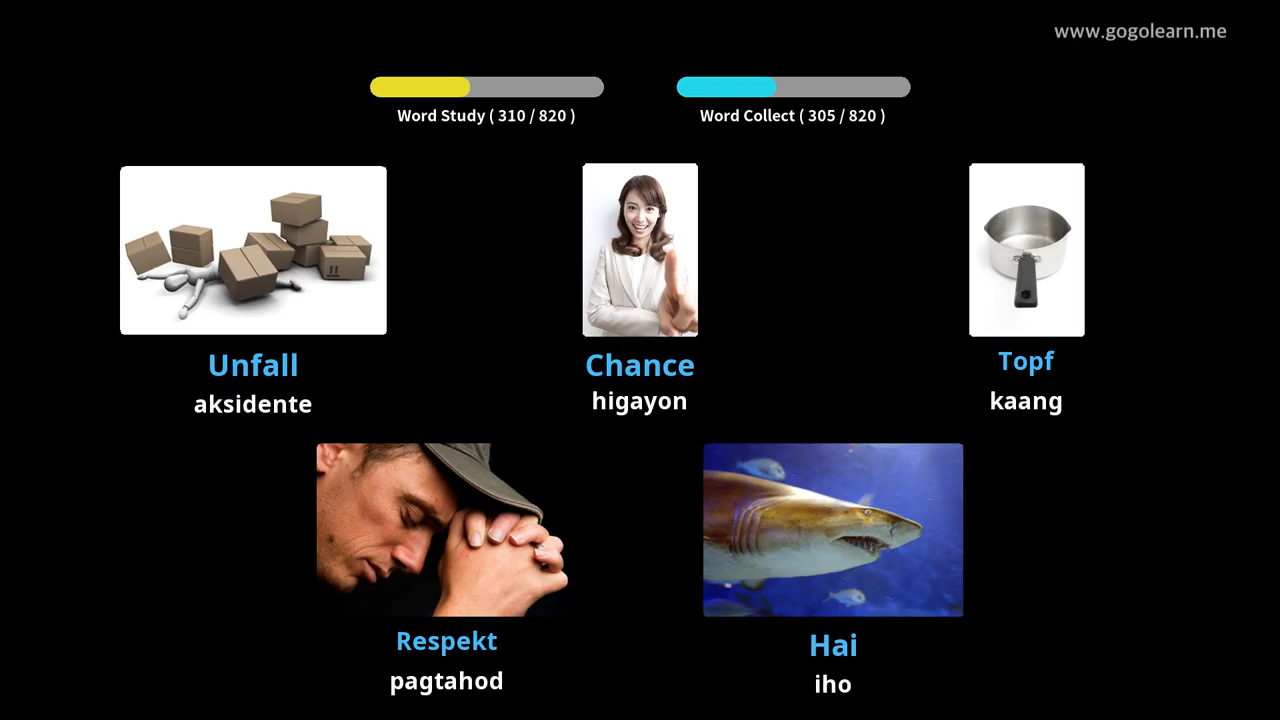 www.gogolearn.me
Word Study ( 310 / 820 )
Word Collect ( 305 / 820 )
Unfall
aksidente
Chance
higayon
Topf
kaang
Respekt
pagtahod
Hai
iho